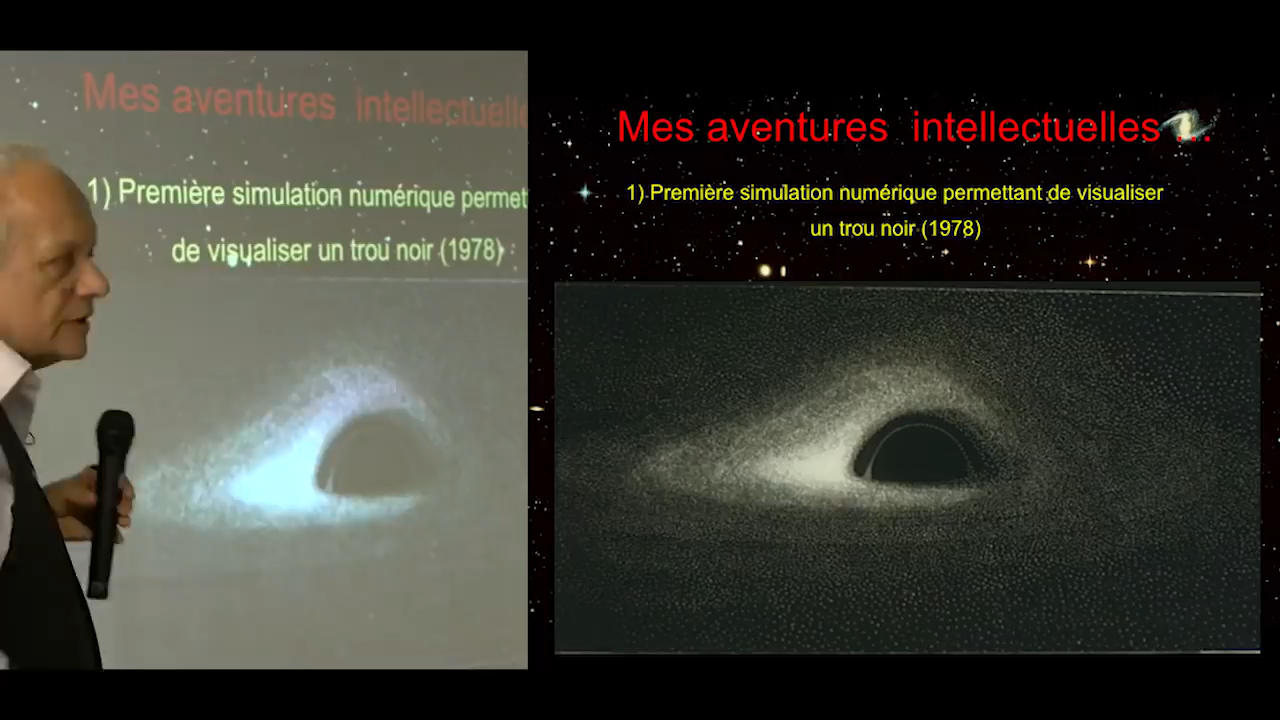 Mes aventures intellectuelle
1) Première simulation numérique permet
de visualiser un trou noir (1978)
Mes aventures intellectuelles ...
1) Première simulation numérique permettant de visualiser
un trou noir (1978)